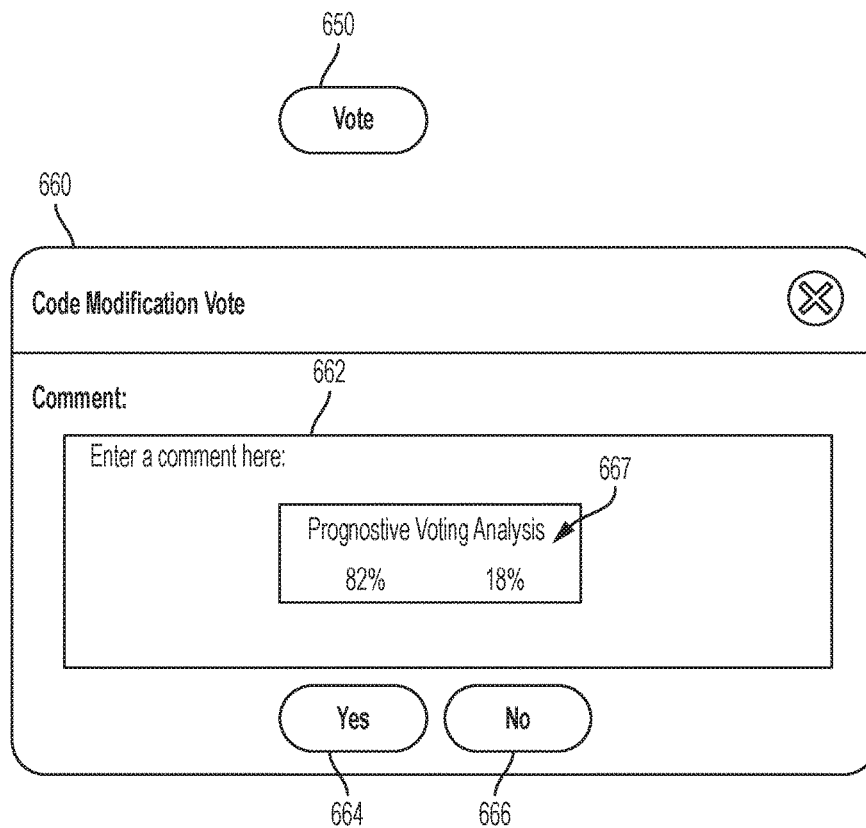 650
Vote
660
Code Modification Vote
662
Comment:
Enter a comment here:
667
Prognostive Voting Analysis
82% 18%
Yes No
664 666